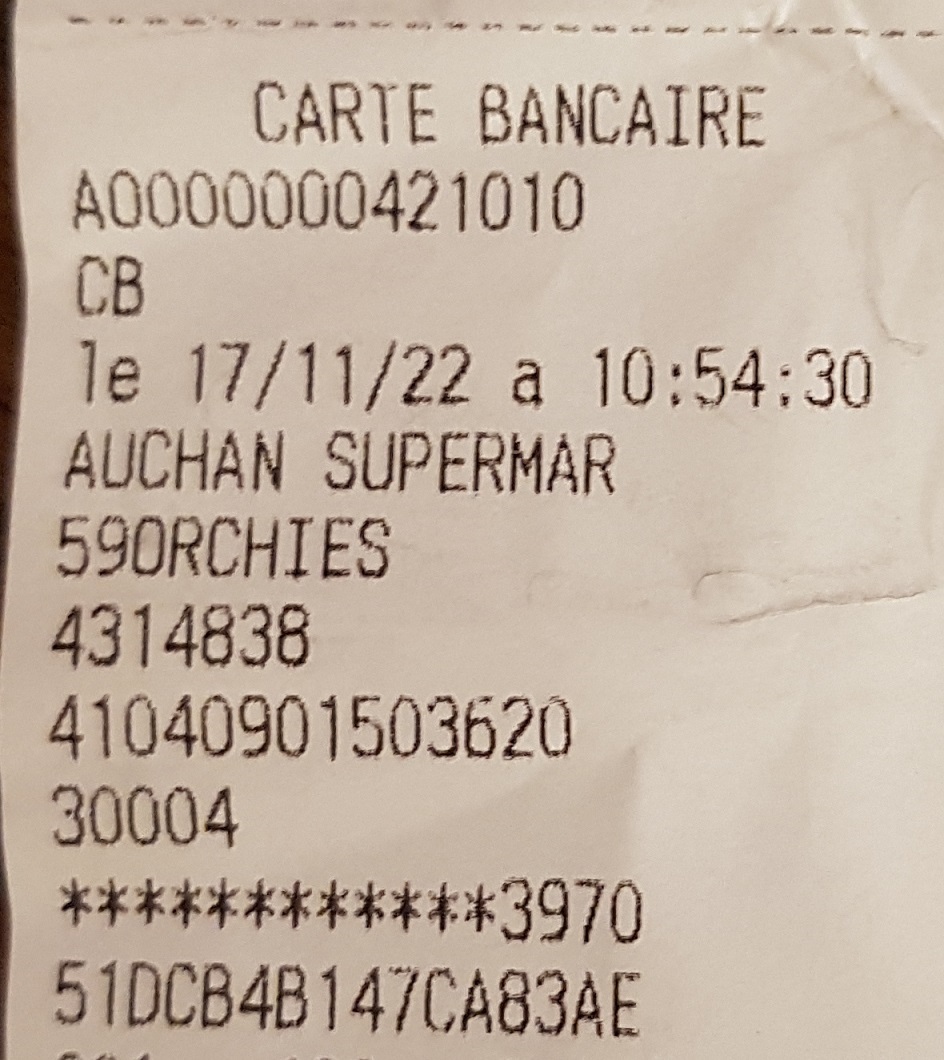 CARTE BANCAIRE
A0000000421010
CB
le 17/11/22 a 10:54:30
AUCHAN SUPERMAR
59ORCHIES
4314838
41040901503620
30004
************3970
51DCB4B147CA83AE